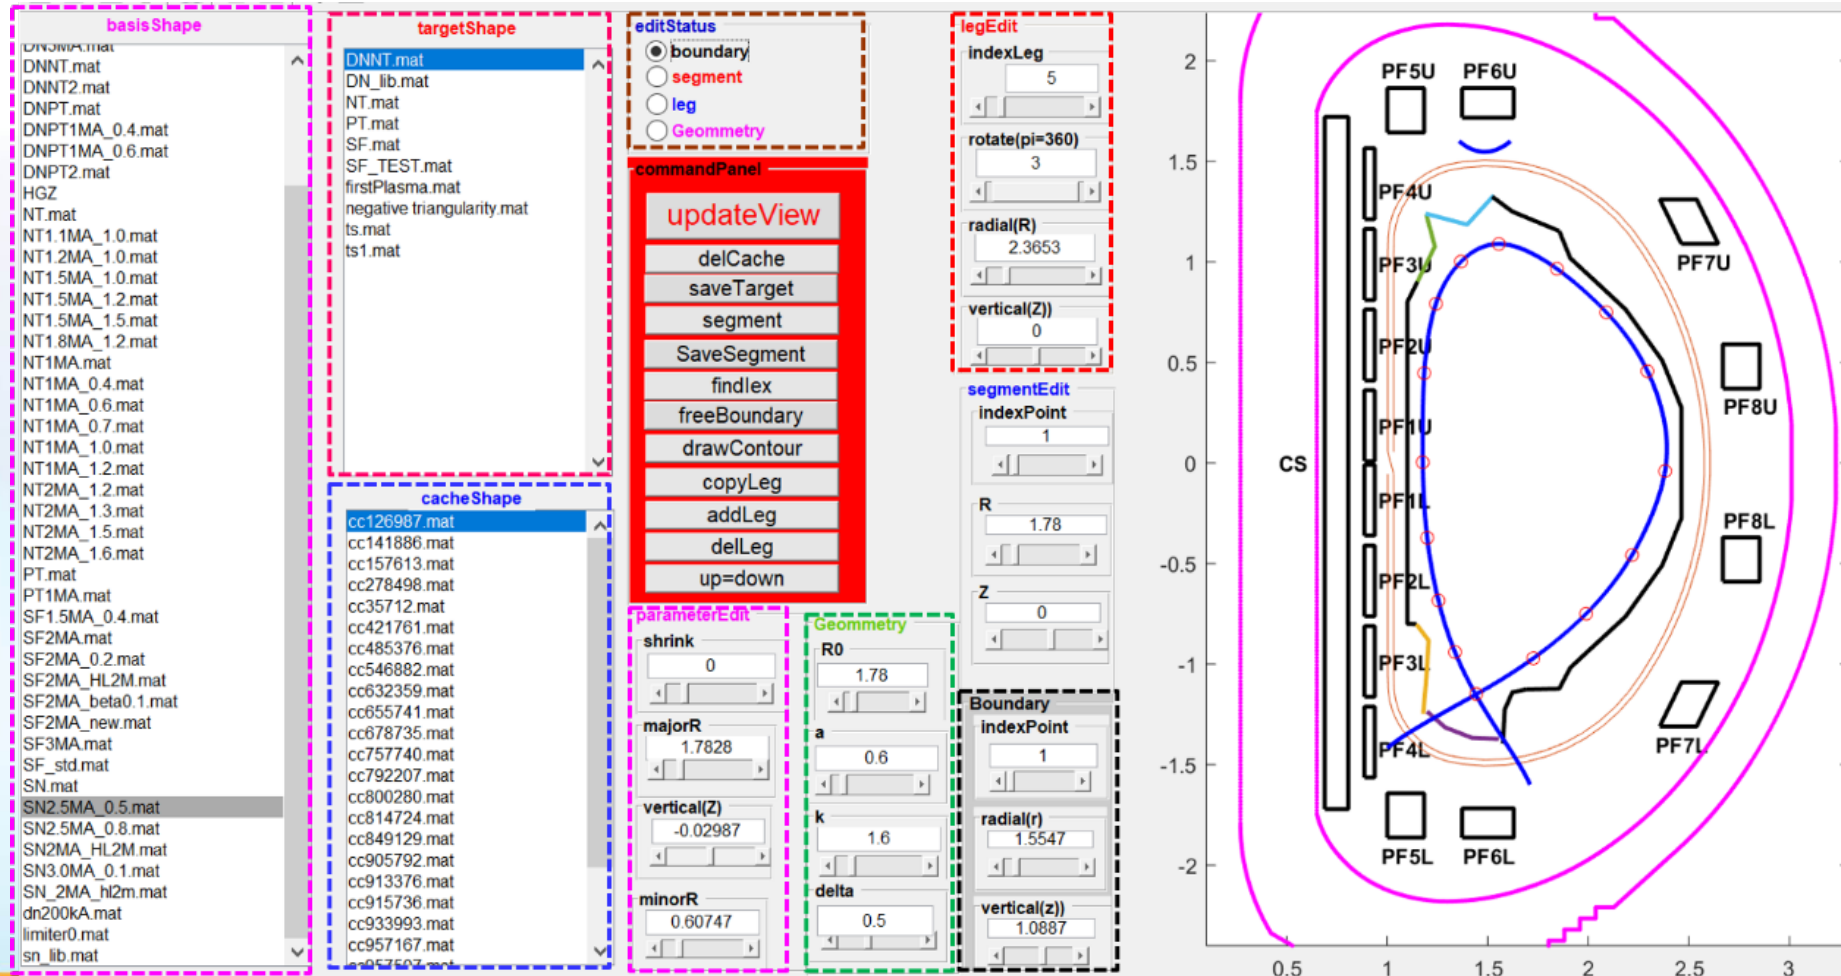 basisShape
DN3MA.mat
DNNT.mat
DNNT2.mat
DNPT.mat
DNPT1MA_0.4.mat
DNPT1MA_0.6.mat
DNPT2.mat
HGZ
NT.mat
NT1.1MA_1.0.mat
NT1.2MA_1.0.mat
NT1.5MA_1.0.mat
NT1.5MA_1.2.mat
NT1.5MA_1.5.mat
NT1.8MA_1.2.mat
NT1MA.mat
NT1MA_0.4.mat
NT1MA_0.6.mat
NT1MA_0.7.mat
NT1MA_1.0.mat
NT1MA_1.2.mat
NT2MA_1.2.mat
NT2MA_1.3.mat
NT2MA_1.5.mat
NT2MA_1.6.mat
PT.mat
PT1MA.mat
SF1.5MA_0.4.mat
SF2MA.mat
SF2MA_0.2.mat
SF2MA_HL2M.mat
SF2MA_beta0.1.mat
SF2MA_new.mat
SF3MA.mat
SF_std.mat
SN.mat
SN2.5MA_0.5.mat
SN2.5MA_0.8.mat
SN2MA_HL2M.mat
SN3.0MA_0.1.mat
SN_2MA_hl2m.mat
dn200kA.mat
limiter0.mat
sn_lib.mat
targetShape
DNNT.mat
DN_lib.mat
NT.mat
PT.mat
SF.mat
SF_TEST.mat
firstPlasma.mat
negative triangularity.mat
ts.mat
ts1.mat
cacheShape
cc126987.mat
cc141886.mat
cc157613.mat
cc278498.mat
cc35712.mat
cc421761.mat
cc485376.mat
cc546882.mat
cc632359.mat
cc655741.mat
cc678735.mat
cc757740.mat
cc792207.mat
cc800280.mat
cc814724.mat
cc849129.mat
cc905792.mat
cc913376.mat
cc915736.mat
cc933993.mat
cc957167.mat
editStatus
boundary
segment
leg
Geommetry
commandPanel
updateView
delCache
saveTarget
segment
SaveSegment
findlex
freeBoundary
drawContour
copyLeg
addLeg
delLeg
up=down
parameterEdit
shrink
0
majorR
1.7828
vertical(Z)
-0.02987
minorR
0.60747
Geommetry
R0
1.78
a
0.6
k
1.6
delta
0.5
legEdit
indexLeg
5
rotate(pi=360)
3
radial(R)
2.3653
vertical(Z))
0
segmentEdit
indexPoint
1
R
1.78
Z
0
Boundary
indexPoint
1
radial(r)
1.5547
vertical(z))
1.0887
2
1.5
1
0.5
0
-0.5
-1
-1.5
-2
0.5
1
1.5
2
2.5
3
CS
PF5U
PF6U
PF4U
PF3U
PF2U
PF1U
PF1L
PF2L
PF3L
PF4L
PF5L
PF6L
PF7U
PF8U
PF8L
PF7L